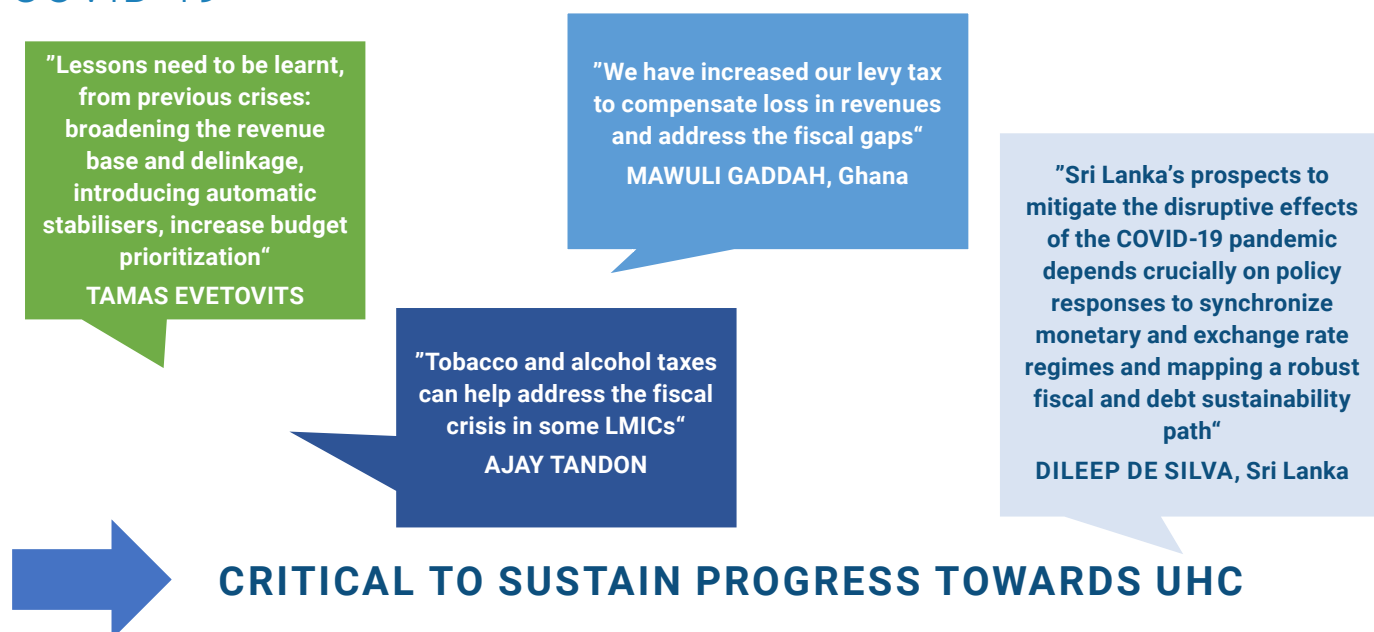 COVID-19
”Lessons need to be learnt,
from previous crises:
broadening the revenue
base and delinkage,
introducing automatic
stabilisers, increase budget
prioritization“
TAMAS EVETOVITS
"We have increased our levy tax
to compensate loss in revenues
and address the fiscal gaps“
MAWULI GADDAH, Ghana
”Tobacco and alcohol taxes
can help address the fiscal
crisis in some LMICs“
AJAY TANDON
”Sri Lanka’s prospects to
mitigate the disruptive effects
of the COVID-19 pandemic
depends crucially on policy
responses to synchronize
monetary and exchange rate
regimes and mapping a robust
fiscal and debt sustainability
path“
DILEEP DE SILVA, Sri Lanka
CRITICAL TO SUSTAIN PROGRESS TOWARDS UHC